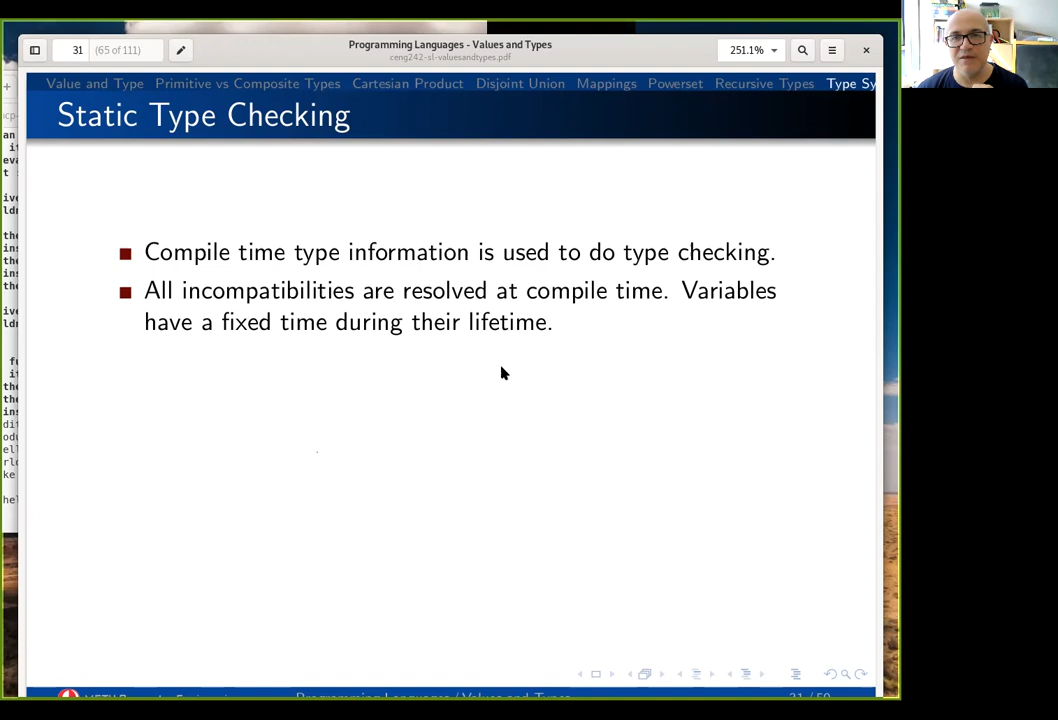 31 (65 of 111)
Programming Languages - Values and Types
ceng242-sl-valuesandtypes.pdf
251.1%
Value and Type Primitive vs Composite Types Cartesian Product Disjoint Union Mappings Powerset Recursive Types Type Sy
Static Type Checking
■ Compile time type information is used to do type checking.
■ All incompatibilities are resolved at compile time. Variables
have a fixed time during their lifetime.
Programming Languages / Values and Types